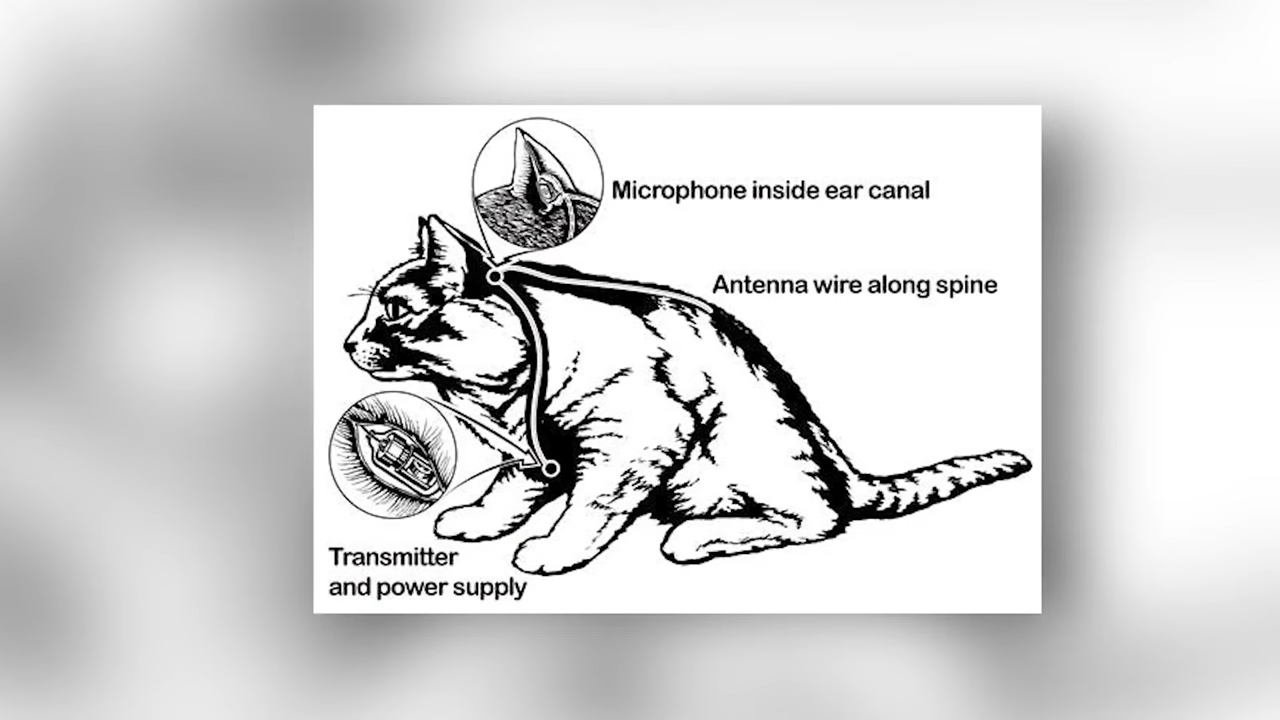 Microphone inside ear canal
Antenna wire along spine
Transmitter
and power supply